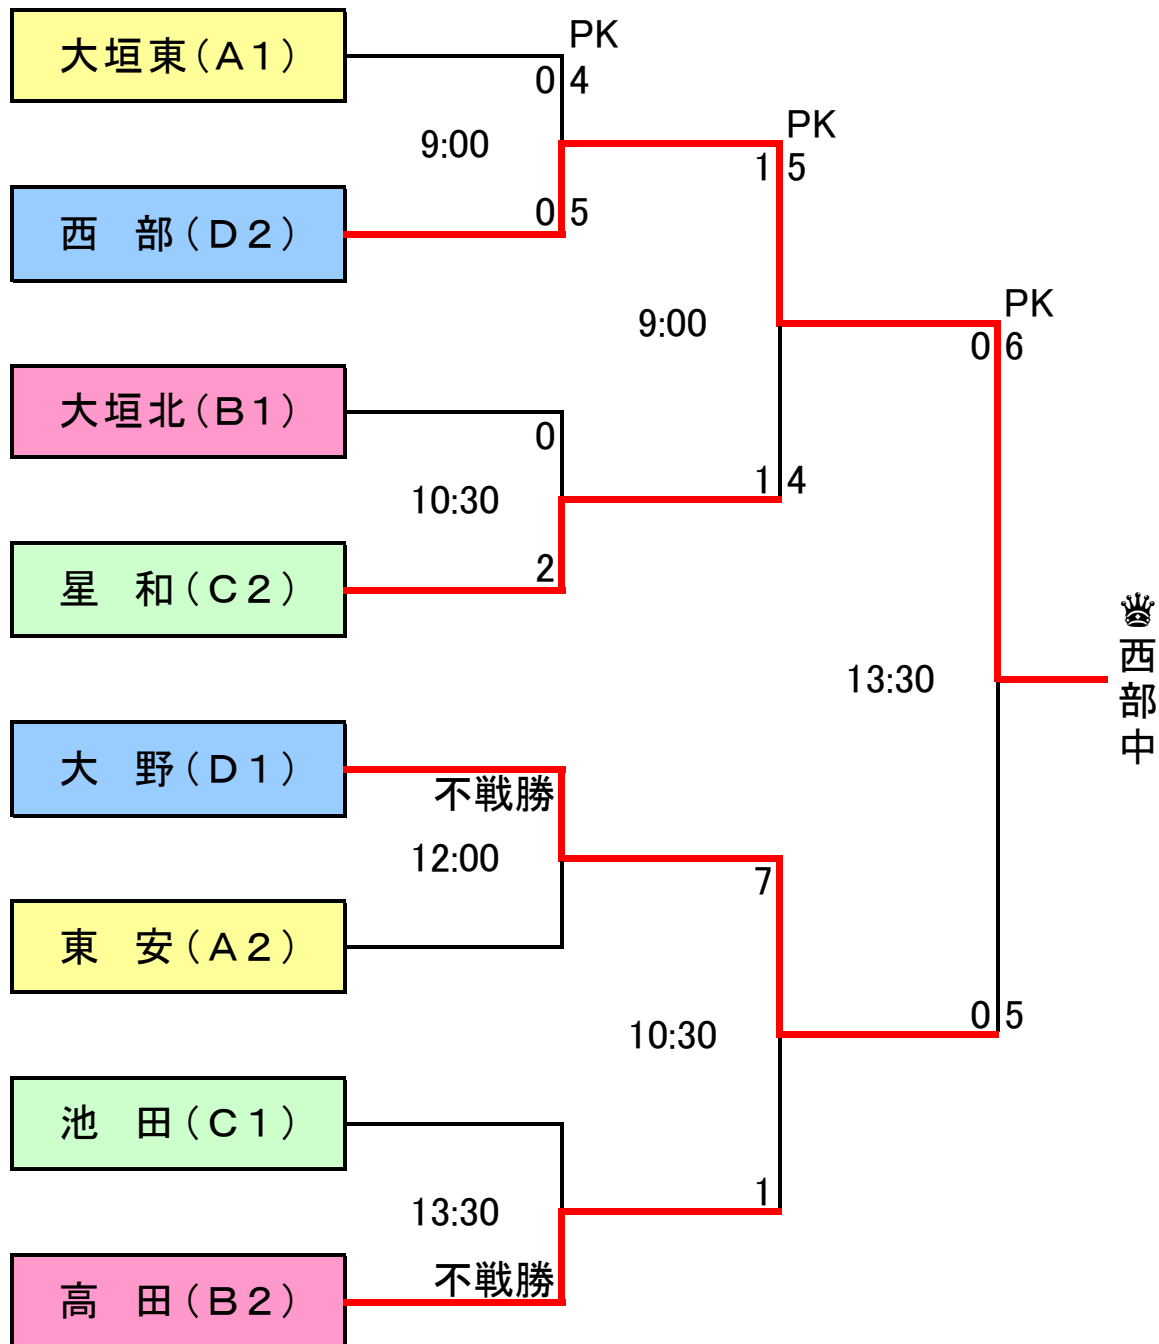 大垣東(A1)
PK
0 4
9:00
0 5
西 部(D2)
PK
1 5
9:00
1 4
大垣北(B1)
0
10:30
2
星 和(C2)
PK
0 6
13:30
0 5
♛西部中
大 野(D1)
不戦勝
12:00
東 安(A2)
7
10:30
1
池 田(C1)
13:30
不戦勝
高 田(B2)